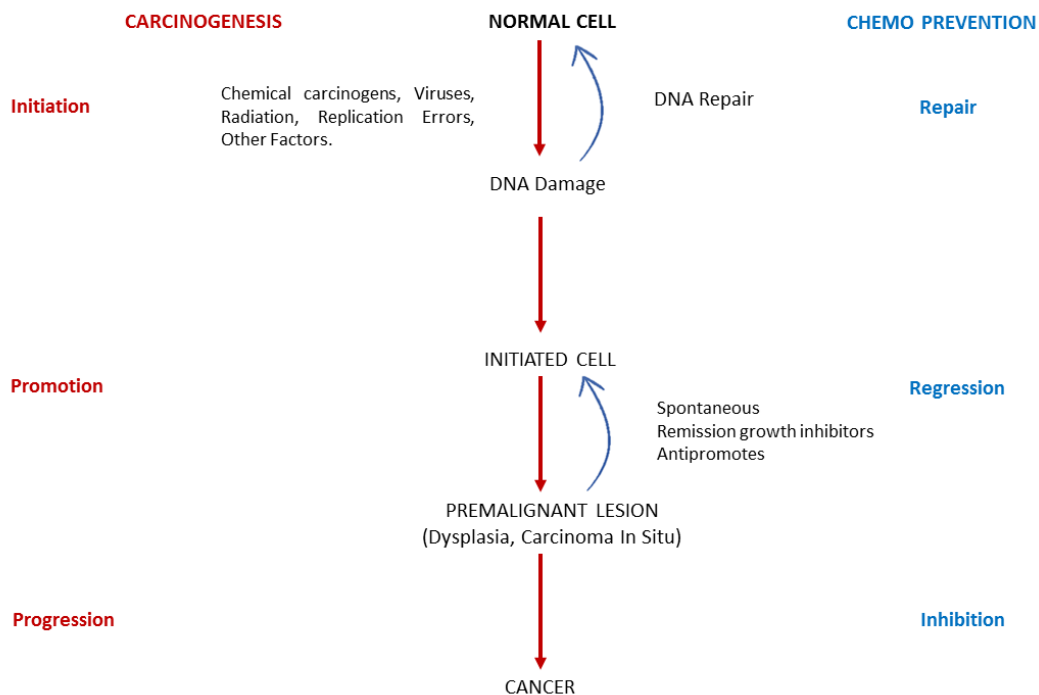 CARCINOGENESIS
NORMAL CELL
CHEMO PREVENTION
Initiation
Chemical carcinogens, Viruses,
Radiation, Replication Errors,
Other Factors.
DNA Repair
Repair
DNA Damage
INITIATED CELL
Promotion
Regression
Spontaneous
Remission growth inhibitors
Antipromotes
PREMALIGNANT LESION
(Dysplasia, Carcinoma In Situ)
Progression
Inhibition
CANCER